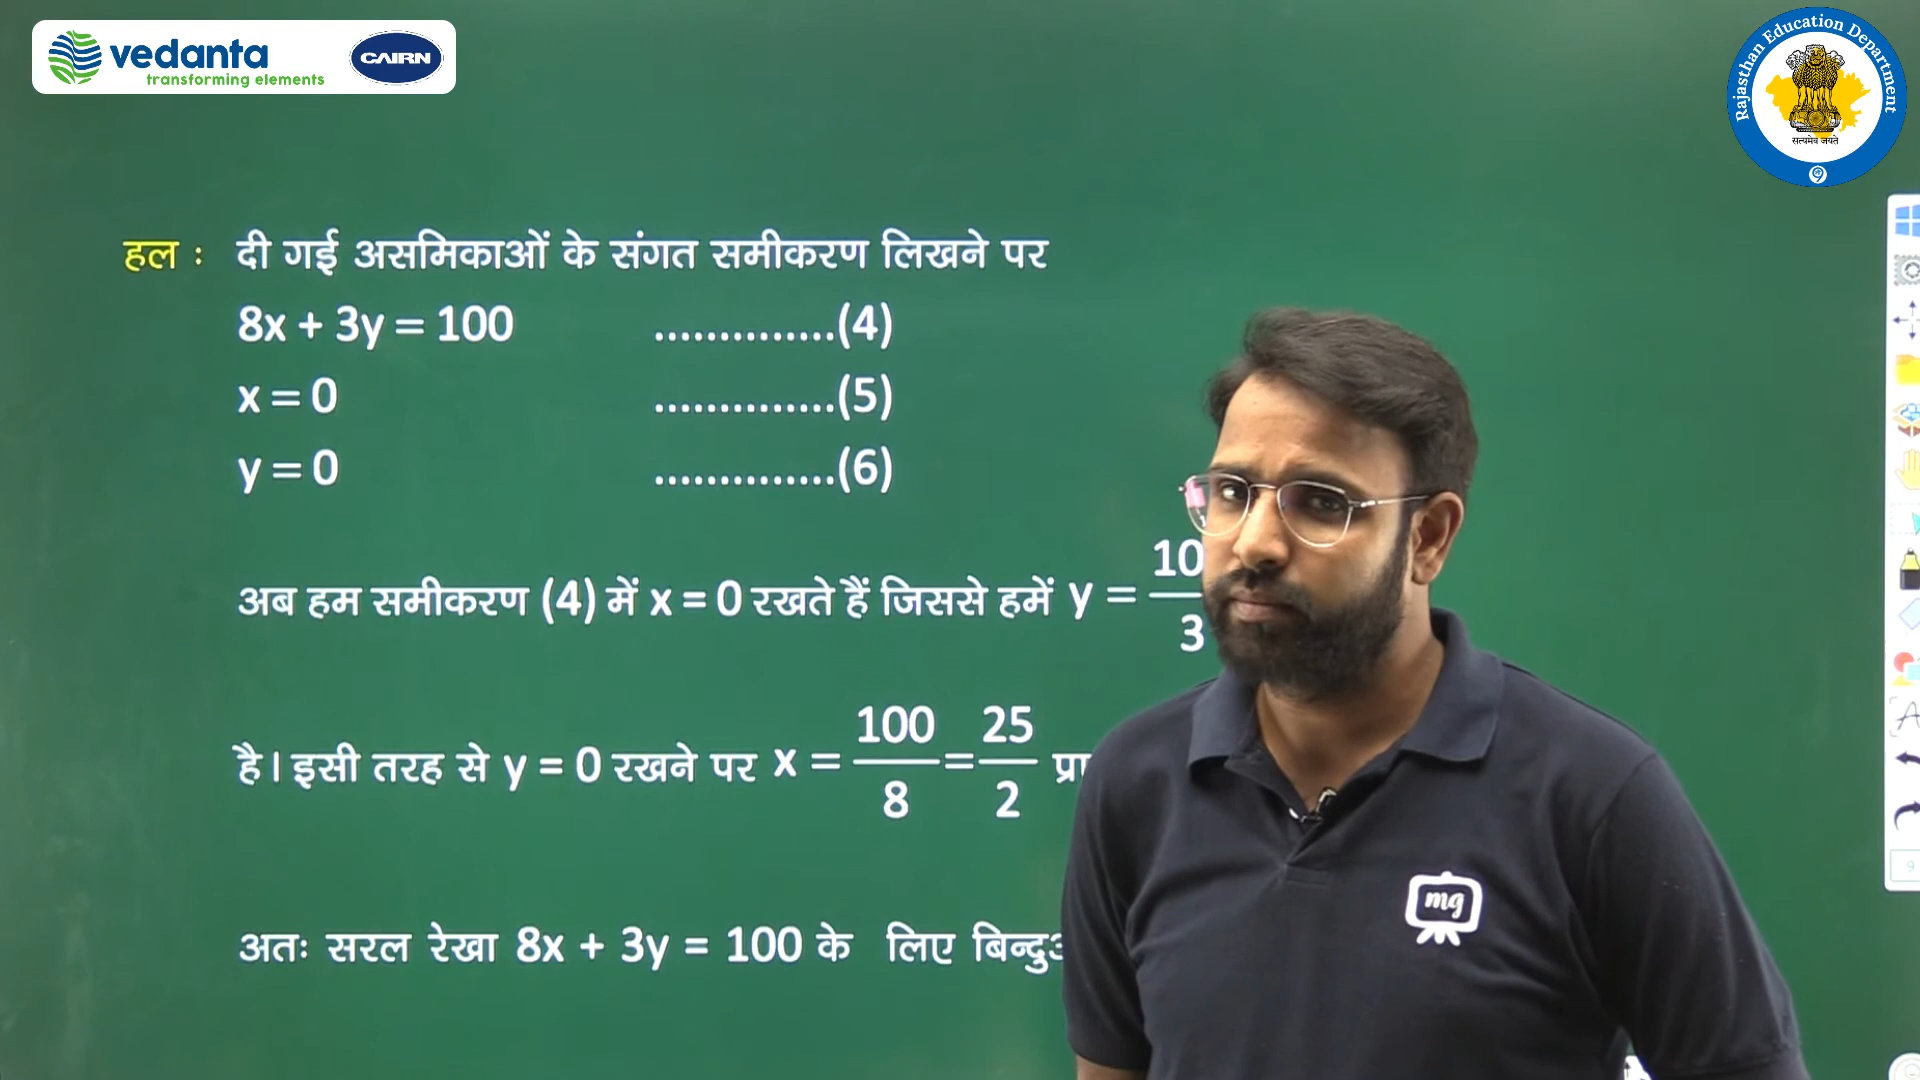 vedanta
transforming elements
CAIRN
Rajasthan Education Department
सत्यमेव जयते
हल : दी गई असमिकाओं के संगत समीकरण लिखने पर
8x + 3y = 100 ..............(4)
x = 0 ..............(5)
y = 0 ..............(6)
अब हम समीकरण (4) में x = 0 रखते हैं जिससे हमें y = 10/3
है। इसी तरह से y = 0 रखने पर x = 100/8 = 25/2
अतः सरल रेखा 8x + 3y = 100 के लिए
mg
9